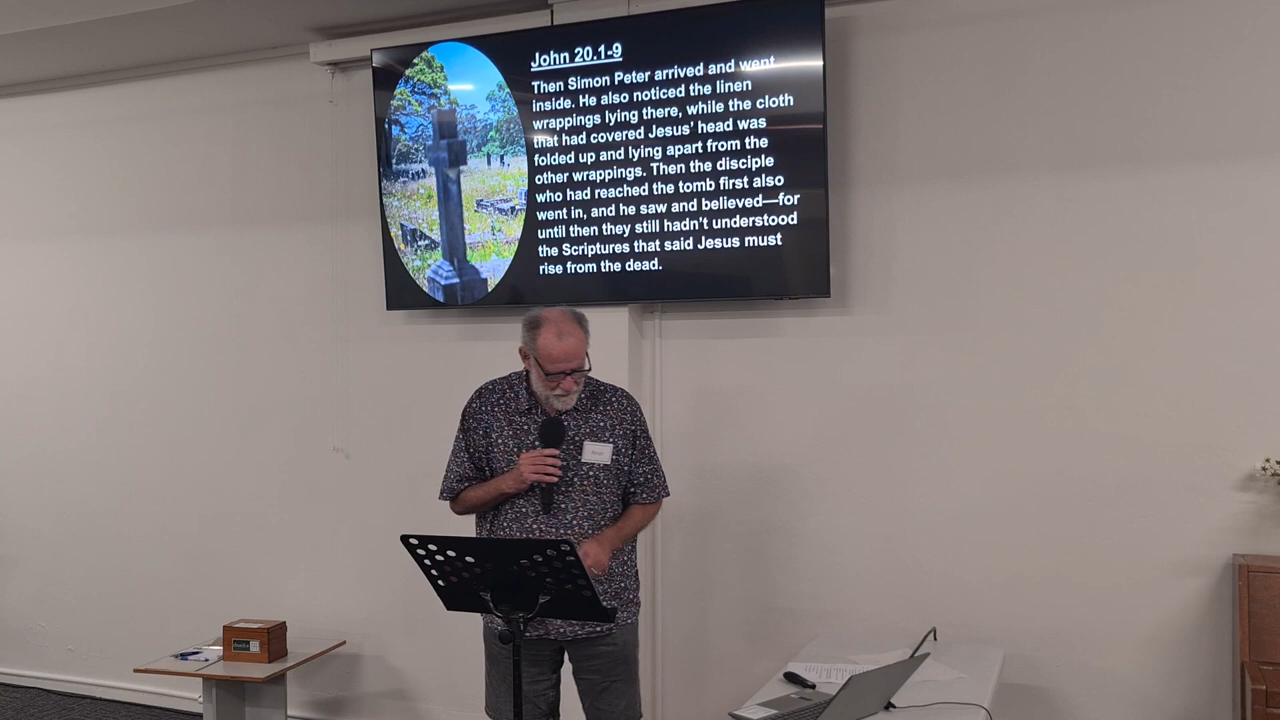 John 20.1-9
Then Simon Peter arrived and went
inside. He also noticed the linen
wrappings lying there, while the cloth
that had covered Jesus’ head was
folded up and lying apart from the
other wrappings. Then the disciple
who had reached the tomb first also
went in, and he saw and believed—for
until then they still hadn’t understood
the Scriptures that said Jesus must
rise from the dead.